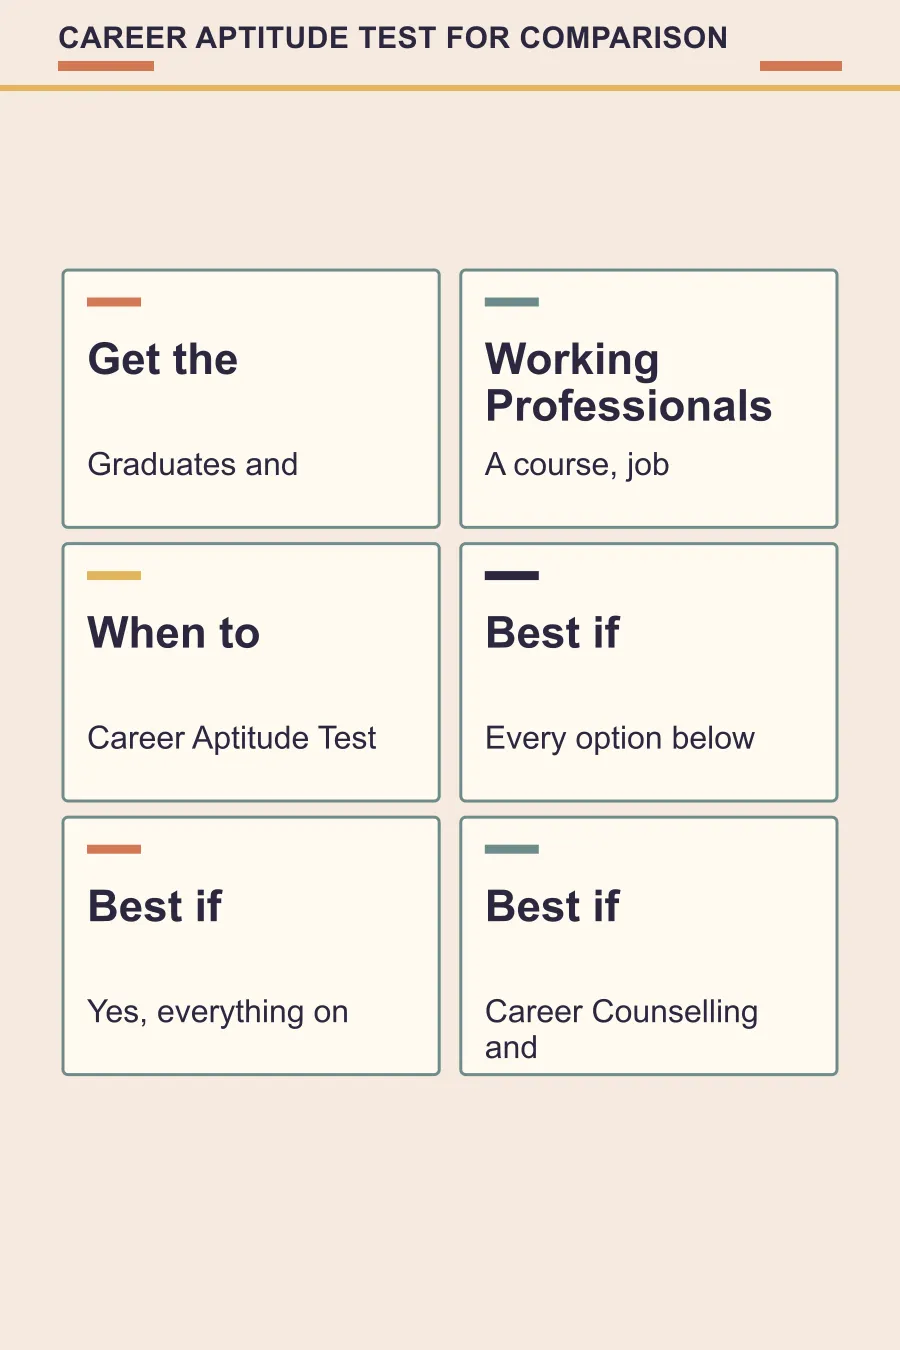 CAREER APTITUDE TEST FOR COMPARISON
Get the
Graduates and
Working
Professionals
A course, job
When to
Career Aptitude Test
Best if
Every option below
Best if
Yes, everything on
Best if
Career Counselling
and